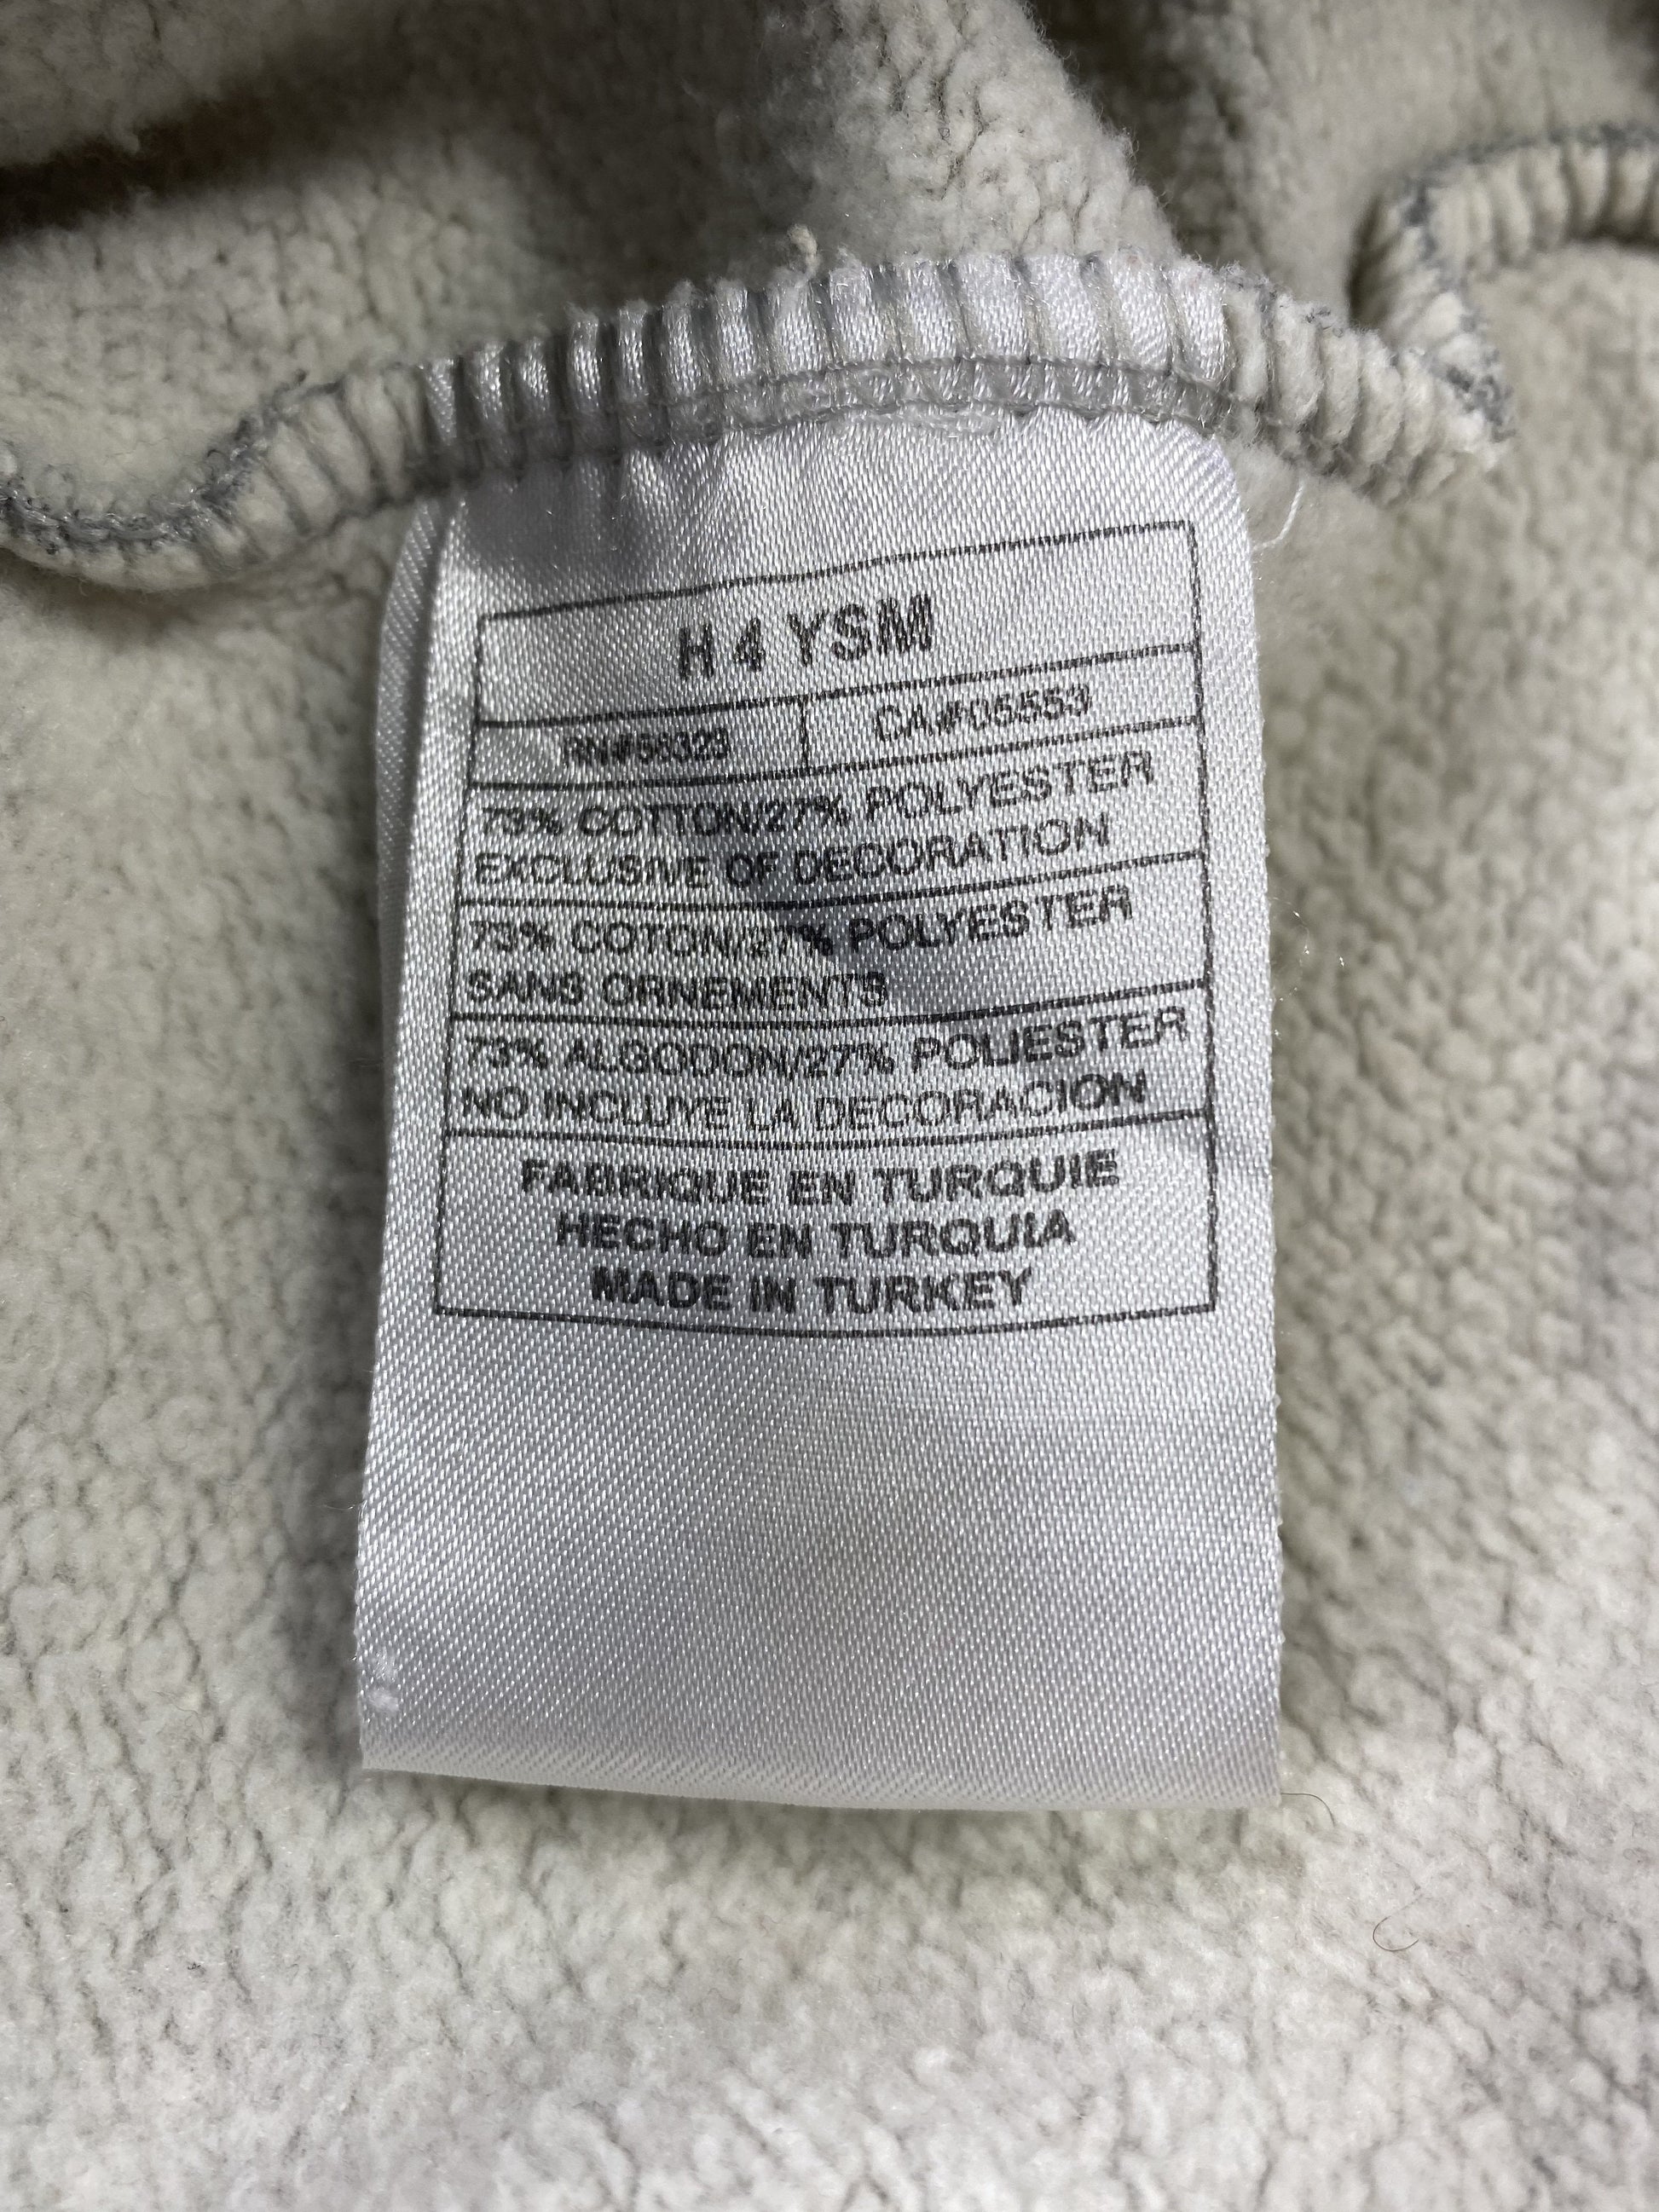 H 4 YSM
RN#56323 CA#05553
73% COTTON/27% POLYESTER
EXCLUSIVE OF DECORATION
73% COTON/27% POLYESTER
SANS ORNEMENTS
73% ALGODON/27% POLIESTER
NO INCLUYE LA DECORACION
FABRIQUE EN TURQUIE
HECHO EN TURQUIA
MADE IN TURKEY